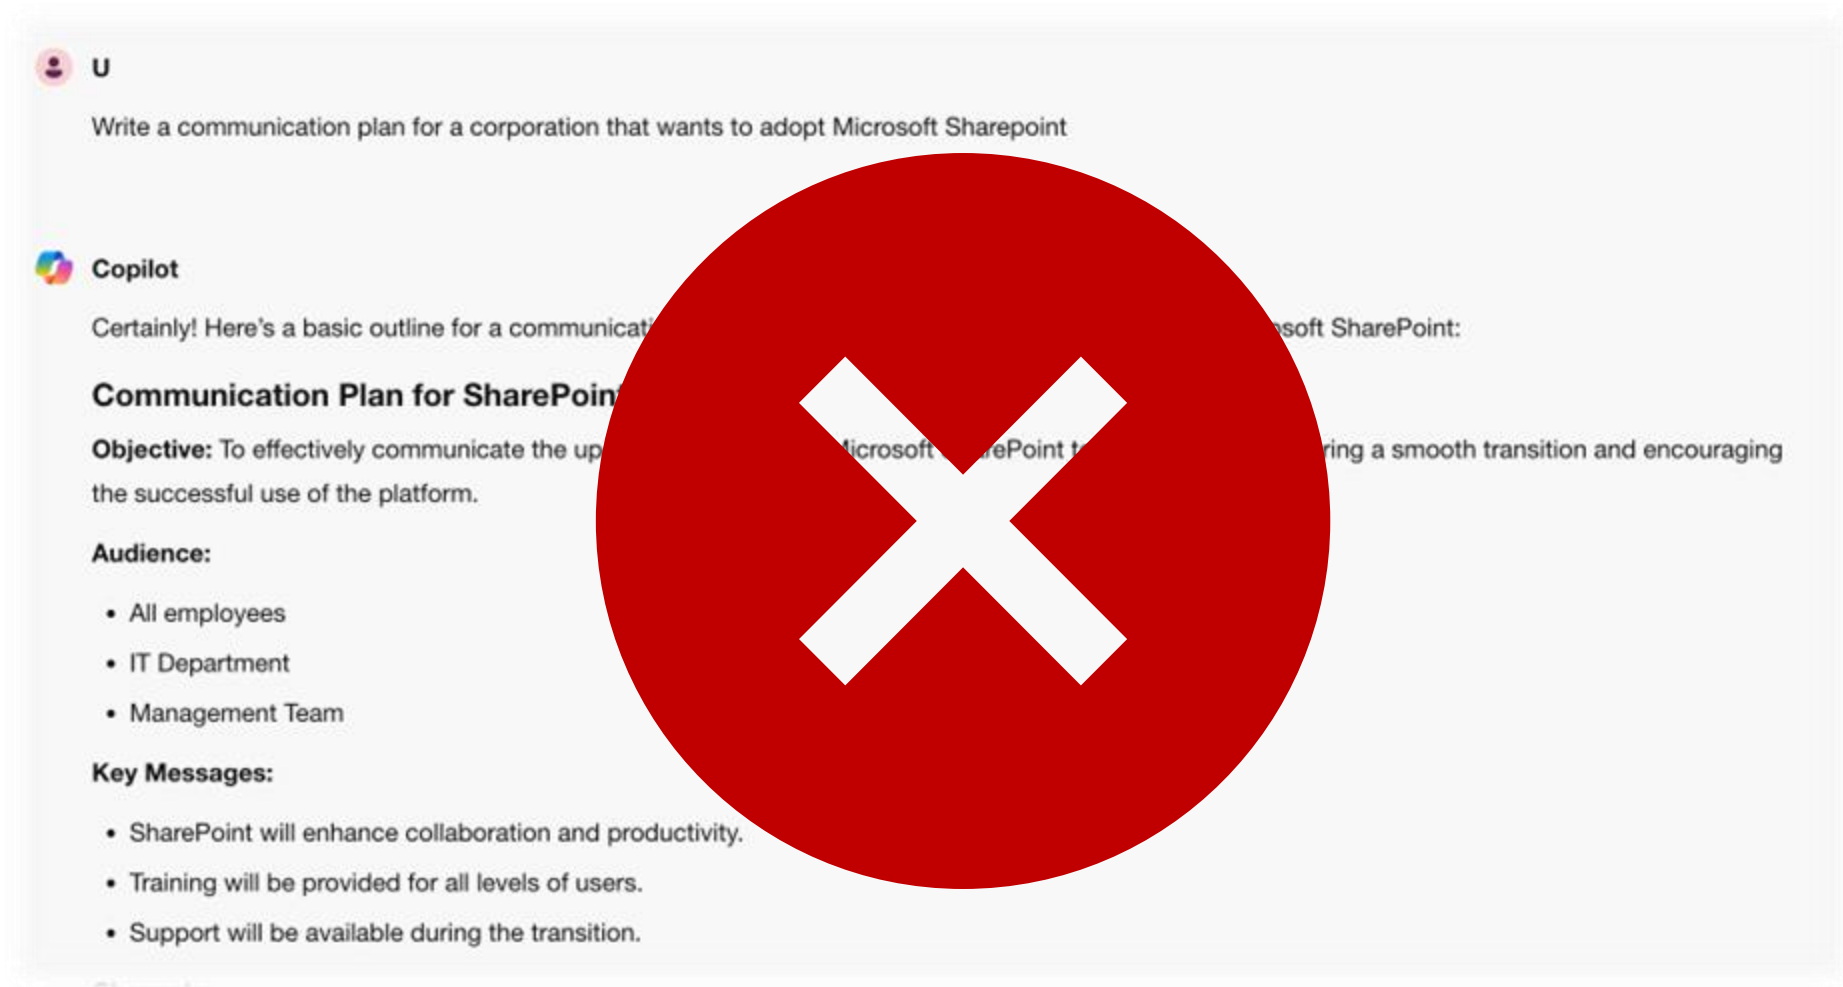 U
Write a communication plan for a corporation that wants to adopt Microsoft Sharepoint
Copilot
Certainly! Here's a basic outline for a communicati soft SharePoint:
Communication Plan for SharePoin
Objective: To effectively communicate the up Microsoft ePoint ring a smooth transition and encouraging
the successful use of the platform.
Audience:
• All employees
• IT Department
• Management Team
Key Messages:
• SharePoint will enhance collaboration and productivity.
• Training will be provided for all levels of users.
• Support will be available during the transition.